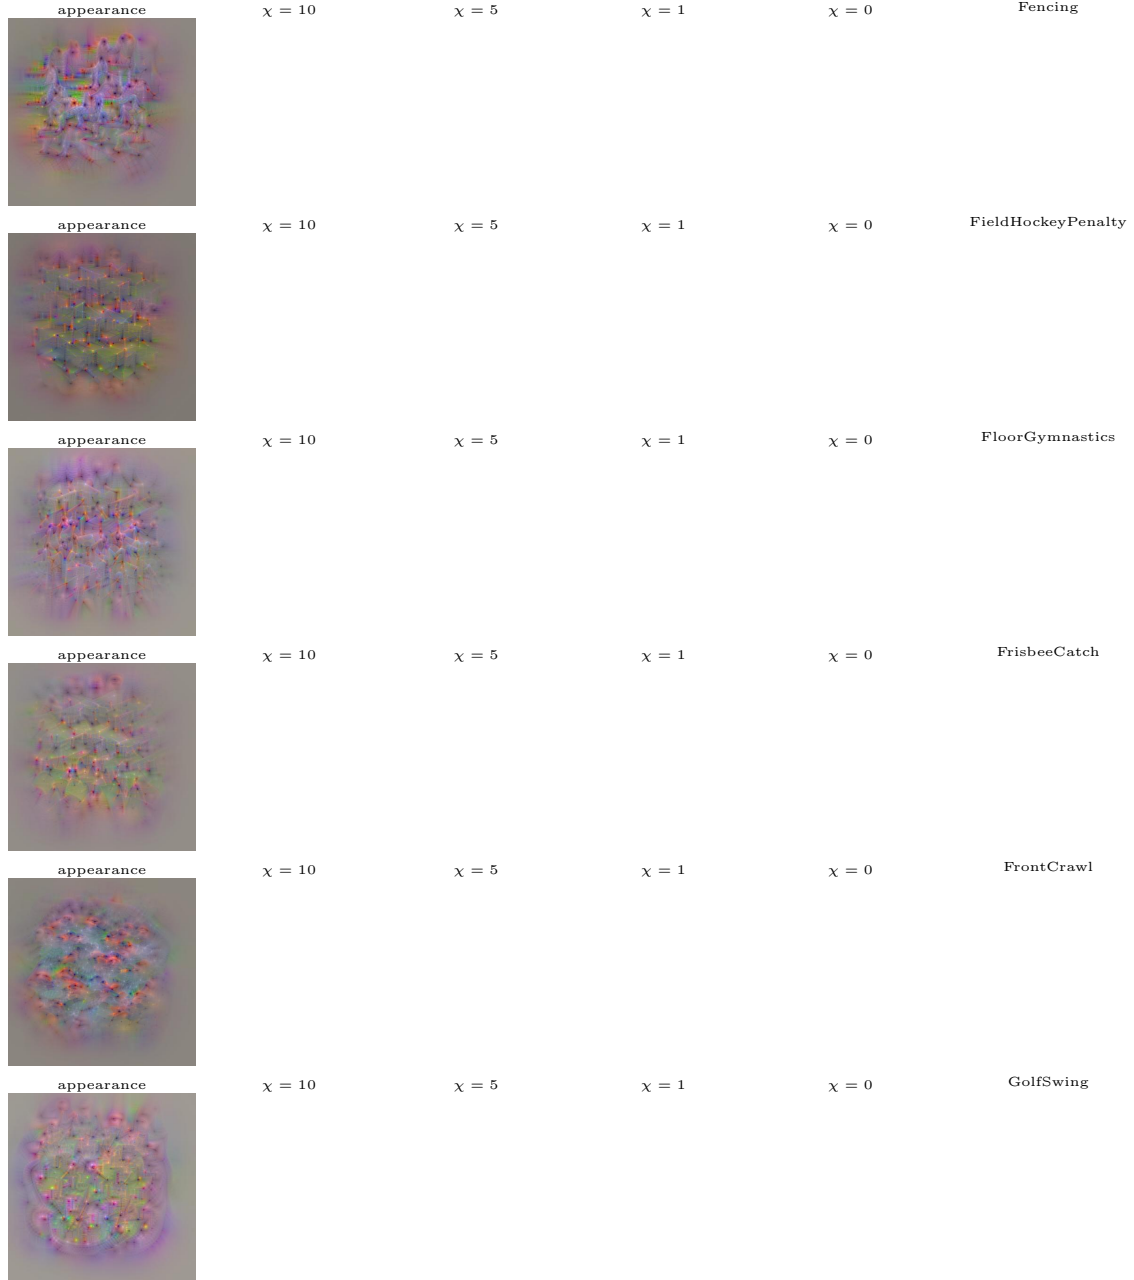 appearance χ = 10 χ = 5 χ = 1 χ = 0 Fencing
appearance χ = 10 χ = 5 χ = 1 χ = 0 FieldHockeyPenalty
appearance χ = 10 χ = 5 χ = 1 χ = 0 FloorGymnastics
appearance χ = 10 χ = 5 χ = 1 χ = 0 FrisbeeCatch
appearance χ = 10 χ = 5 χ = 1 χ = 0 FrontCrawl
appearance χ = 10 χ = 5 χ = 1 χ = 0 GolfSwing